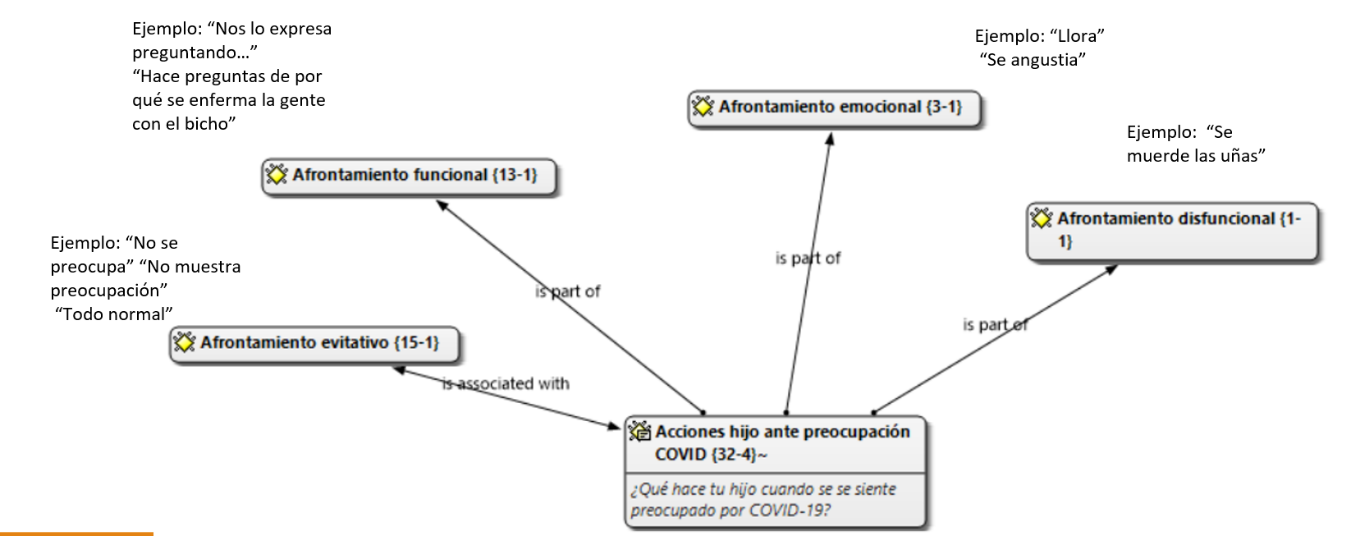 Ejemplo: “Nos lo expresa
preguntando...”
“Hace preguntas de por
qué se enferma la gente
con el bicho”
Ejemplo: “Llora”
“Se angustia”
Afrontamiento emocional {3-1}
Ejemplo: “Se
muerde las uñas”
Afrontamiento funcional {13-1}
Afrontamiento disfuncional {1-
1}
Ejemplo: “No se
preocupa” “No muestra
preocupación”
“Todo normal”
is part of
is part of
is part of
Afrontamiento evitativo {15-1}
is associated with
Acciones hijo ante preocupación
COVID {32-4}~
¿Qué hace tu hijo cuando se se siente
preocupado por COVID-19?